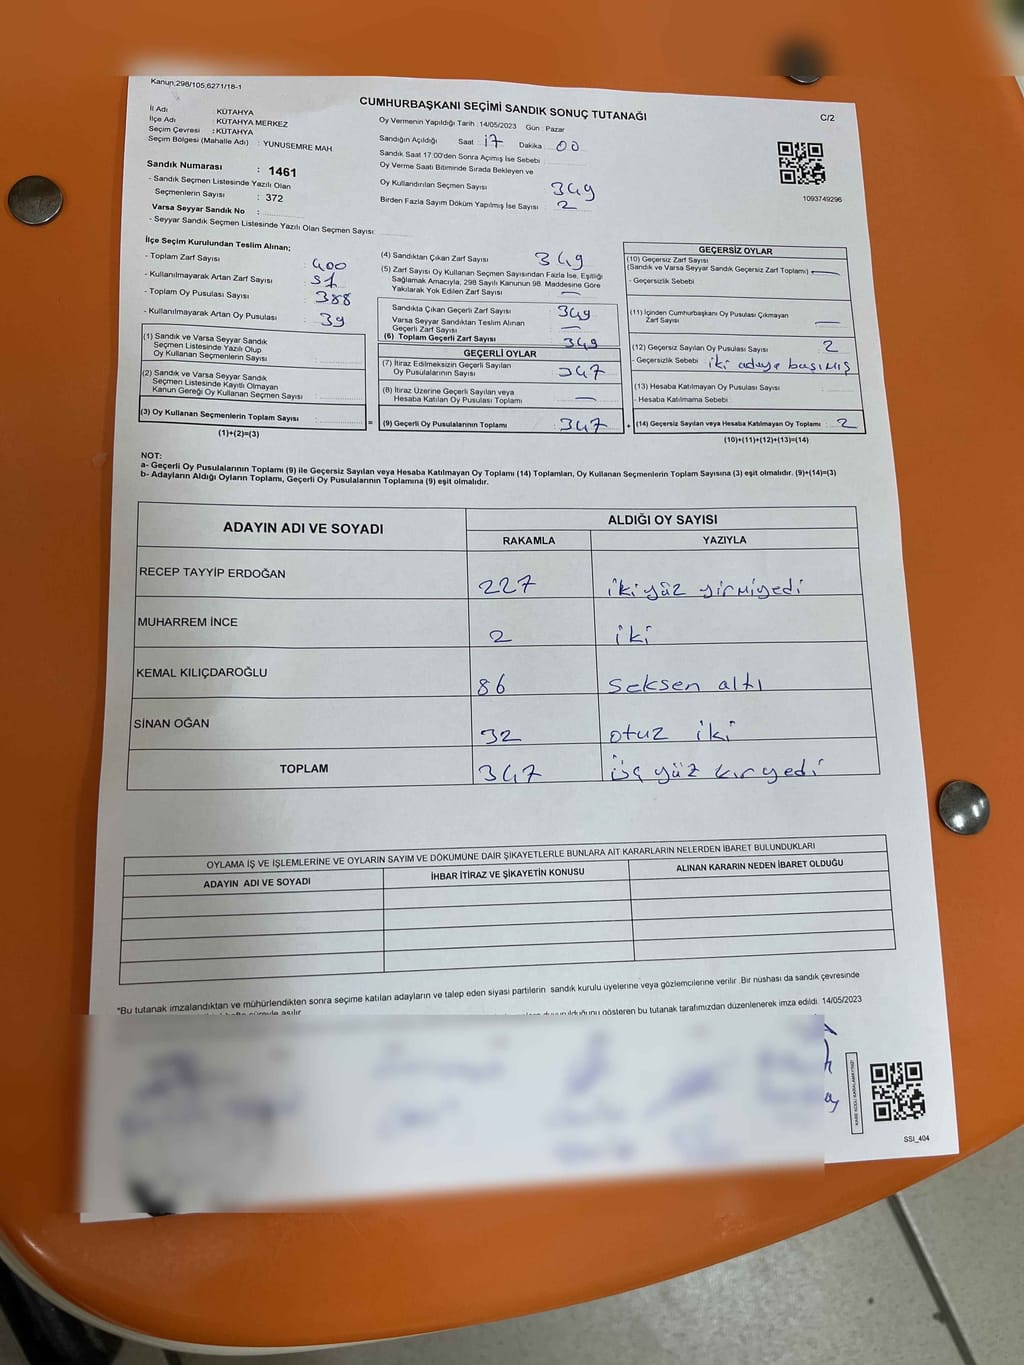 Kanun:298/105,6271/18-1
CUMHURBAŞKANI SEÇİMİ SANDIK SONUÇ TUTANAĞI
C/2
İl Adı : KÜTAHYA
İlçe Adı : KÜTAHYA MERKEZ
Seçim Çevresi : KÜTAHYA
Seçim Bölgesi (Mahalle Adı) : YUNUSEMRE MAH.
Sandık Numarası : 1461
- Sandık Seçmen Listesinde Yazılı Olan
Seçmenlerin Sayısı : 372
Varsa Seyyar Sandık No :
- Seyyar Sandık Seçmen Listesinde Yazılı Olan Seçmen Sayısı:
Oy Vermenin Yapıldığı Tarih : 14/05/2023 Gün : Pazar
Sandığın Açıldığı Saat : 17 Dakika : 00
Sandık Saat 17:00'den Sonra Açılmış İse Sebebi :
Oy Verme Saati Bitiminde Sırada Bekleyen ve
Oy Kullandırılan Seçmen Sayısı 349
Birden Fazla Sayım Döküm Yapılmış İse Sayısı : 2
1093749296
İlçe Seçim Kurulundan Teslim Alınan;
- Toplam Zarf Sayısı : 400
- Kullanılmayarak Artan Zarf Sayısı : 51
- Toplam Oy Pusulası Sayısı : 388
- Kullanılmayarak Artan Oy Pusulası : 39
(1) Sandık ve Varsa Seyyar Sandık
Seçmen Listesinde Yazılı Olup
Oy Kullanan Seçmenlerin Sayısı :
(2) Sandık ve Varsa Seyyar Sandık
Seçmen Listesinde Kayıtlı Olmayan
Kanun Gereği Oy Kullanan Seçmen Sayısı :
(3) Oy Kullanan Seçmenlerin Toplam Sayısı :
(1)+(2)=(3)
(4) Sandıktan Çıkan Zarf Sayısı : 349
(5) Zarf Sayısı Oy Kullanan Seçmen Sayısından Fazla İse, Eşitliği
Sağlamak Amacıyla, 298 Sayılı Kanunun 98. Maddesine Göre
Yakılarak Yok Edilen Zarf Sayısı : —
Sandıkta Çıkan Geçerli Zarf Sayısı : 349
Varsa Seyyar Sandıktan Teslim Alınan
Geçerli Zarf Sayısı : —
(6) Toplam Geçerli Zarf Sayısı : 349
GEÇERLİ OYLAR
(7) İtiraz Edilmeksizin Geçerli Sayılan
Oy Pusulalarının Sayısı : 347
(8) İtiraz Üzerine Geçerli Sayılan veya
Hesaba Katılan Oy Pusulası Toplamı : —
= (9) Geçerli Oy Pusulalarının Toplamı : 347
GEÇERSİZ OYLAR
(10) Geçersiz Zarf Sayısı
(Sandık ve Varsa Seyyar Sandık Geçersiz Zarf Toplamı) : —
- Geçersizlik Sebebi :
(11) İçinden Cumhurbaşkanı Oy Pusulası Çıkmayan
Zarf Sayısı : —
(12) Geçersiz Sayılan Oy Pusulası Sayısı : 2
- Geçersizlik Sebebi : iki adaya basılmış
(13) Hesaba Katılmayan Oy Pusulası Sayısı :
- Hesaba Katılmama Sebebi :
+ (14) Geçersiz Sayılan veya Hesaba Katılmayan Oy Toplamı : 2
(10)+(11)+(12)+(13)=(14)
NOT:
a- Geçerli Oy Pusulalarının Toplamı (9) ile Geçersiz Sayılan veya Hesaba Katılmayan Oy Toplamı (14) Toplamları, Oy Kullanan Seçmenlerin Toplam Sayısına (3) eşit olmalıdır. (9)+(14)=(3)
b- Adayların Aldığı Oyların Toplamı, Geçerli Oy Pusulalarının Toplamına (9) eşit olmalıdır.
ADAYIN ADI VE SOYADI ALDIĞI OY SAYISI
RAKAMLA YAZIYLA
RECEP TAYYİP ERDOĞAN 227 iki yüz yirmiyedi
MUHARREM İNCE 2 iki
KEMAL KILIÇDAROĞLU 86 seksen altı
SİNAN OĞAN 32 otuz iki
TOPLAM 347 üç yüz kıryedi
OYLAMA İŞ VE İŞLEMLERİNE VE OYLARIN SAYIM VE DÖKÜMÜNE DAİR ŞİKAYETLERLE BUNLARA AİT KARARLARIN NELERDEN İBARET BULUNDUKLARI
ADAYIN ADI VE SOYADI İHBAR İTİRAZ VE ŞİKAYETİN KONUSU ALINAN KARARIN NEDEN İBARET OLDUĞU
*Bu tutanak imzalandıktan ve mühürlendikten sonra seçime katılan adayların ve talep eden siyasi partilerin sandık kurulu üyelerine veya gözlemcilerine verilir. Bir nüshası da sandık çevresinde
gösteren bu tutanak tarafımızdan düzenlenerek imza edildi. 14/05/2023
SSI_404